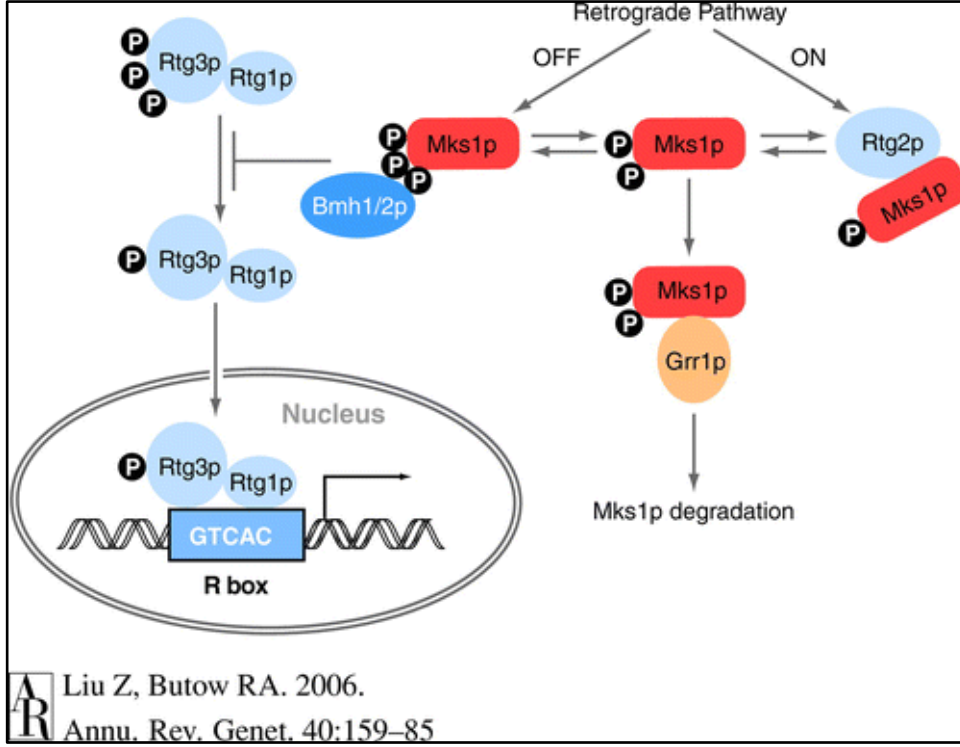 Retrograde Pathway
OFF
ON
P
P
P
Rtg3p
Rtg1p
P
P
P
Mks1p
Bmh1/2p
P
P
Mks1p
Rtg2p
Mks1p
P
P
Rtg3p
Rtg1p
P
P
Mks1p
Grr1p
Mks1p degradation
Nucleus
P
Rtg3p
Rtg1p
GTCAC
R box
AR
Liu Z, Butow RA. 2006.
Annu. Rev. Genet. 40:159–85